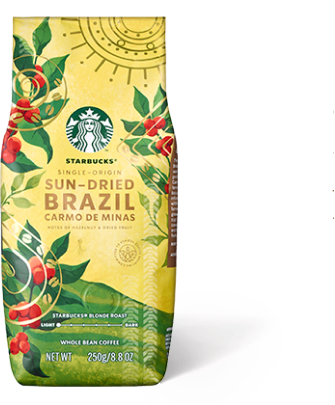 STARBUCKS®
SINGLE-ORIGIN
SUN-DRIED
BRAZIL
CARMO DE MINAS
NOTES OF HAZELNUT & DRIED FRUIT
STARBUCKS® BLONDE ROAST
LIGHT DARK
WHOLE BEAN COFFEE
NET WT 250g/8.8 OZ